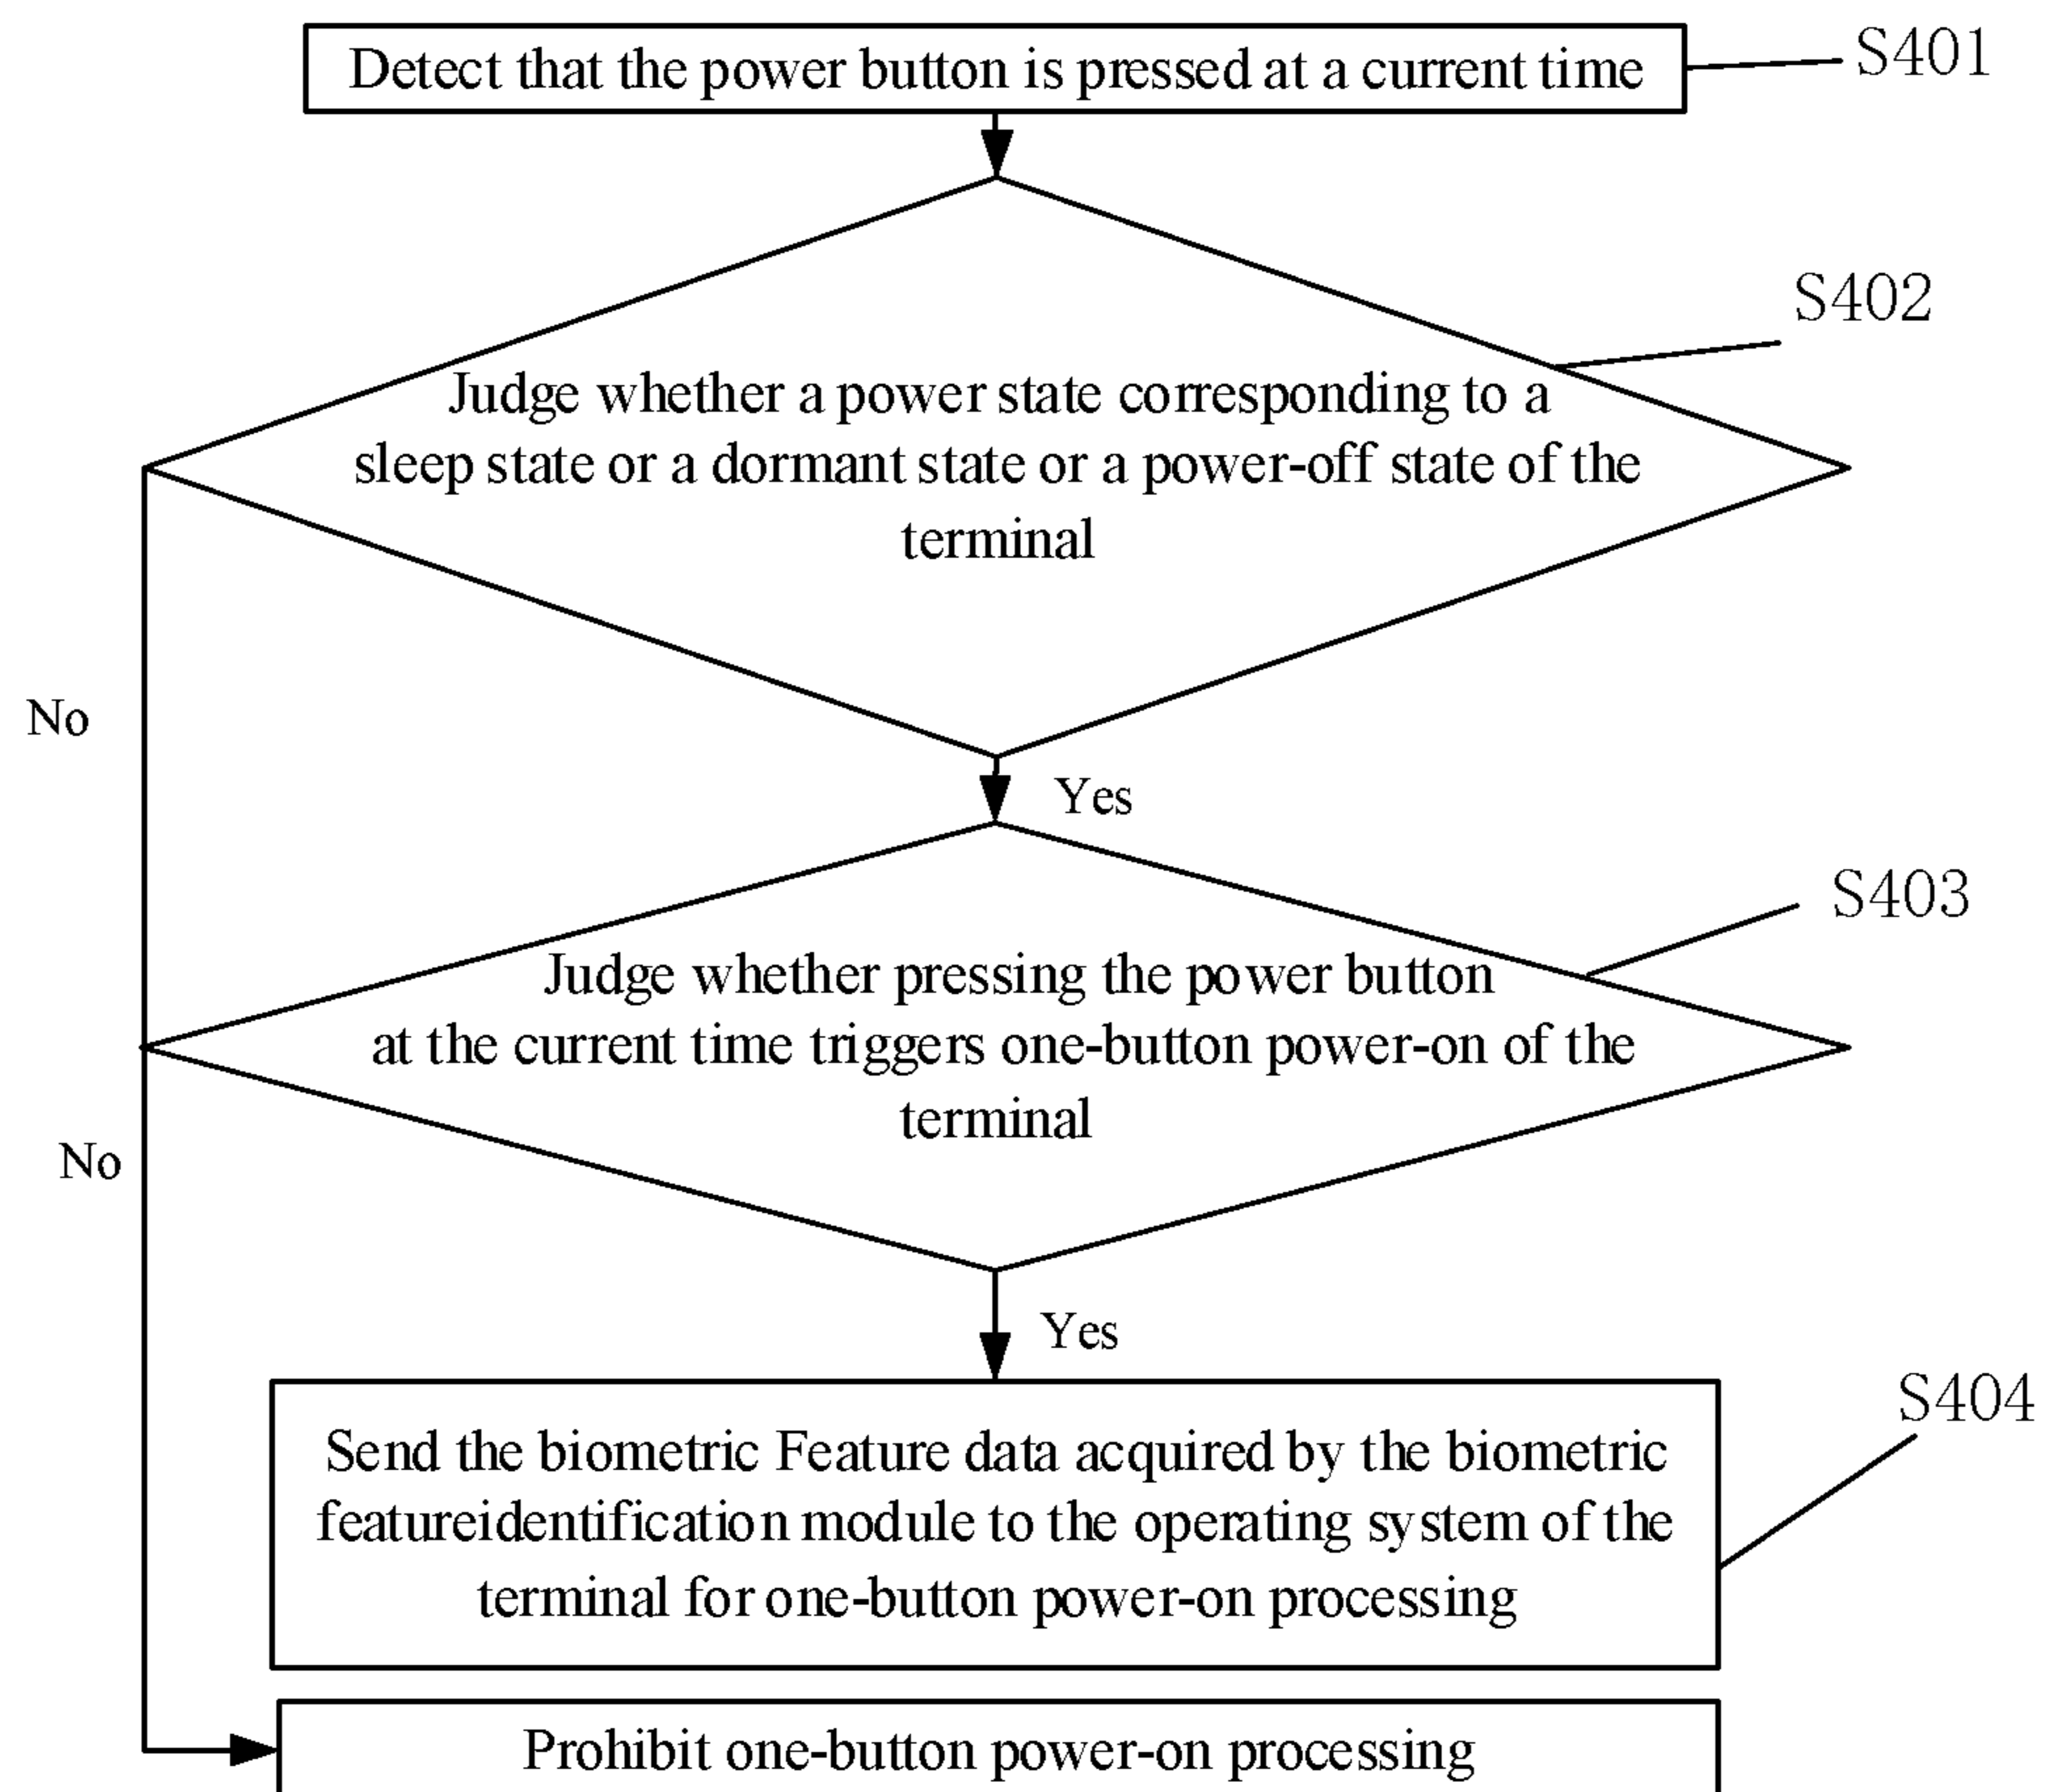 Detect that the power button is pressed at a current time
S401
S402
Judge whether a power state corresponding to a
sleep state or a dormant state or a power-off state of the
terminal
No
Yes
S403
Judge whether pressing the power button
at the current time triggers one-button power-on of the
terminal
No
Yes
S404
Send the biometric Feature data acquired by the biometric
featureidentification module to the operating system of the
terminal for one-button power-on processing
Prohibit one-button power-on processing